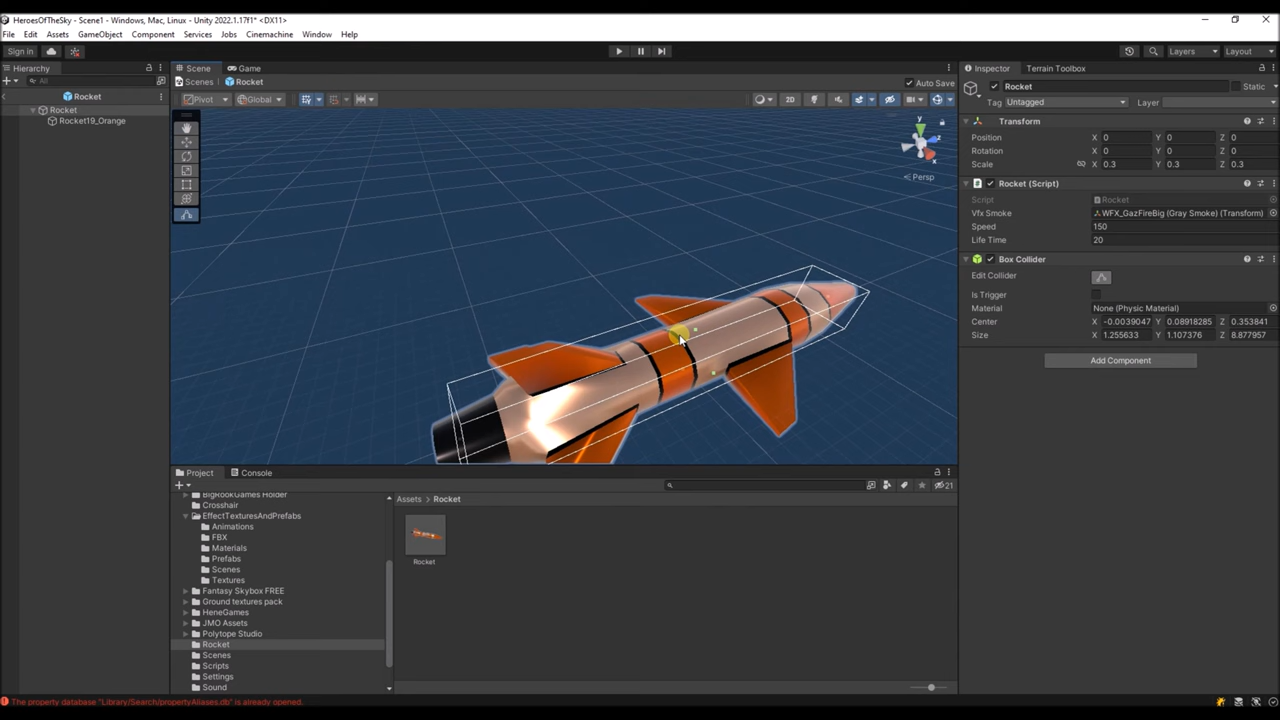 HeroesOfTheSky - Scene1 - Windows, Mac, Linux - Unity 2022.1.17f1* <DX11>
File Edit Assets GameObject Component Services Jobs Cinemachine Window Help
Sign in Layers Layout
Hierarchy Scene Game Inspector Terrain Toolbox
All Scenes Rocket Auto Save Rocket Static
Rocket Pivot Global 2D Tag Untagged Layer
Rocket
Rocket19_Orange
y
z
x
Persp
Transform
Position X 0 Y 0 Z 0
Rotation X 0 Y 0 Z 0
Scale X 0.3 Y 0.3 Z 0.3
Rocket (Script)
Script Rocket
Vfx Smoke WFX_GazFireBig (Gray Smoke) (Transform)
Speed 150
Life Time 20
Box Collider
Edit Collider
Is Trigger
Material None (Physic Material)
Center X -0.0039047 Y 0.08918285 Z 0.353841
Size X 1.255633 Y 1.107376 Z 8.877957
Add Component
Project Console
21
BigRookGames Holder
Crosshair
EffectTexturesAndPrefabs
Animations
FBX
Materials
Prefabs
Scenes
Textures
Fantasy Skybox FREE
Ground textures pack
HeneGames
JMO Assets
Polytope Studio
Rocket
Scenes
Scripts
Settings
Sound
Assets Rocket
Rocket
The property database "Library/Search/propertyAliases.db" is already opened.